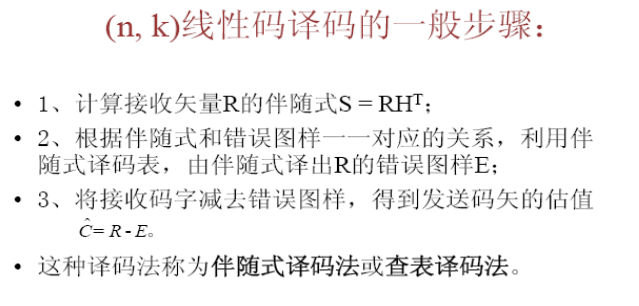 (n, k)线性码译码的一般步骤：
• 1、计算接收矢量R的伴随式S = RHᵀ;
• 2、根据伴随式和错误图样一一对应的关系，利用伴
随式译码表，由伴随式译出R的错误图样E;
• 3、将接收码字减去错误图样，得到发送码矢的估值
Ĉ= R - E。
• 这种译码法称为伴随式译码法或查表译码法。